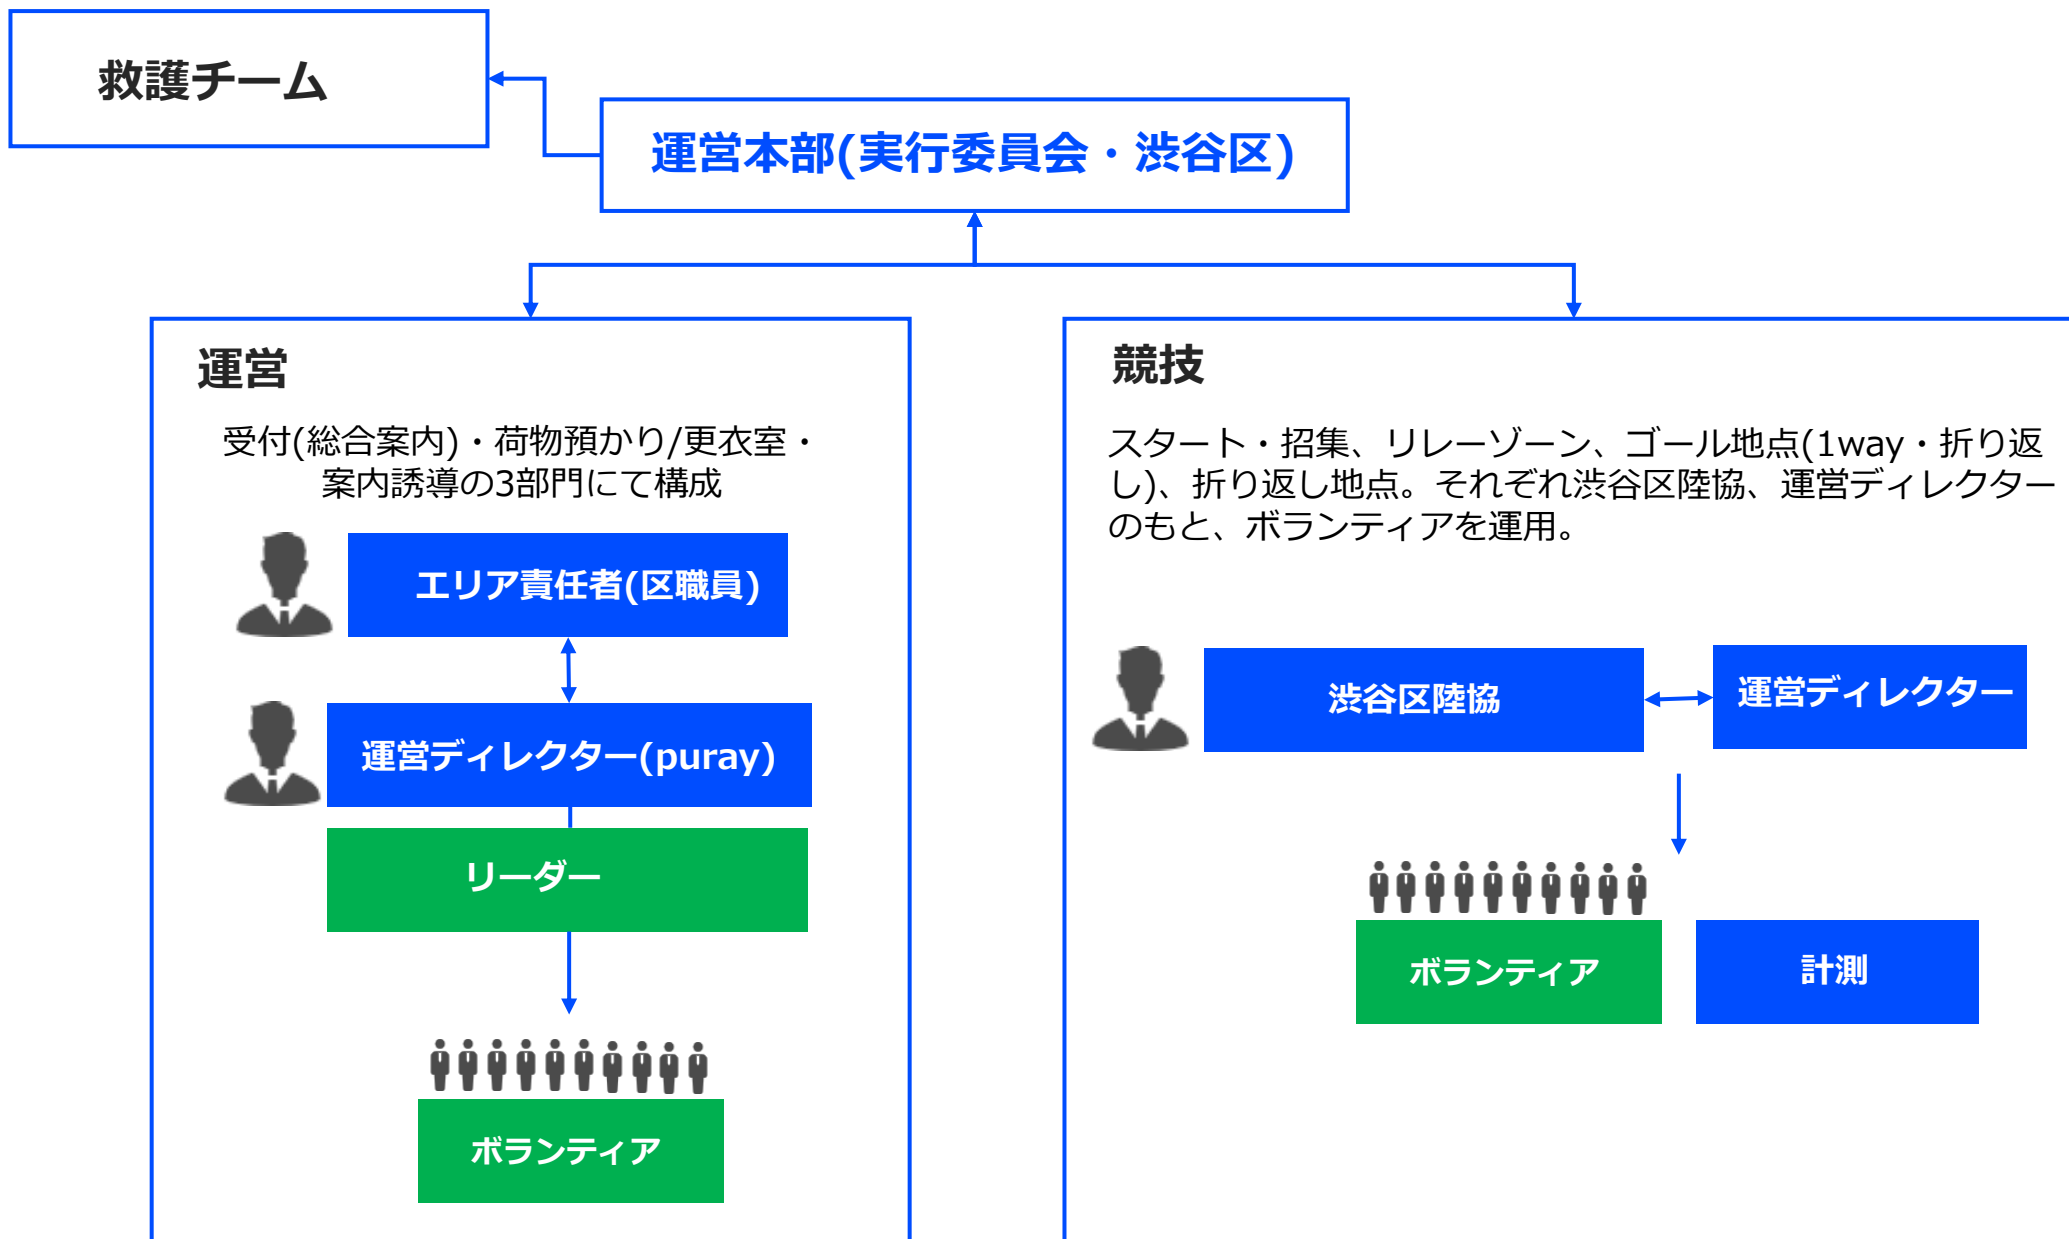 救護チーム
運営本部(実行委員会・渋谷区)
運営
受付(総合案内)・荷物預かり/更衣室・
案内誘導の3部門にて構成
エリア責任者(区職員)
運営ディレクター(puray)
リーダー
ボランティア
競技
スタート・招集、リレーゾーン、ゴール地点(1way・折り返
し)、折り返し地点。それぞれ渋谷区陸協、運営ディレクター
のもと、ボランティアを運用。
渋谷区陸協
運営ディレクター
ボランティア
計測